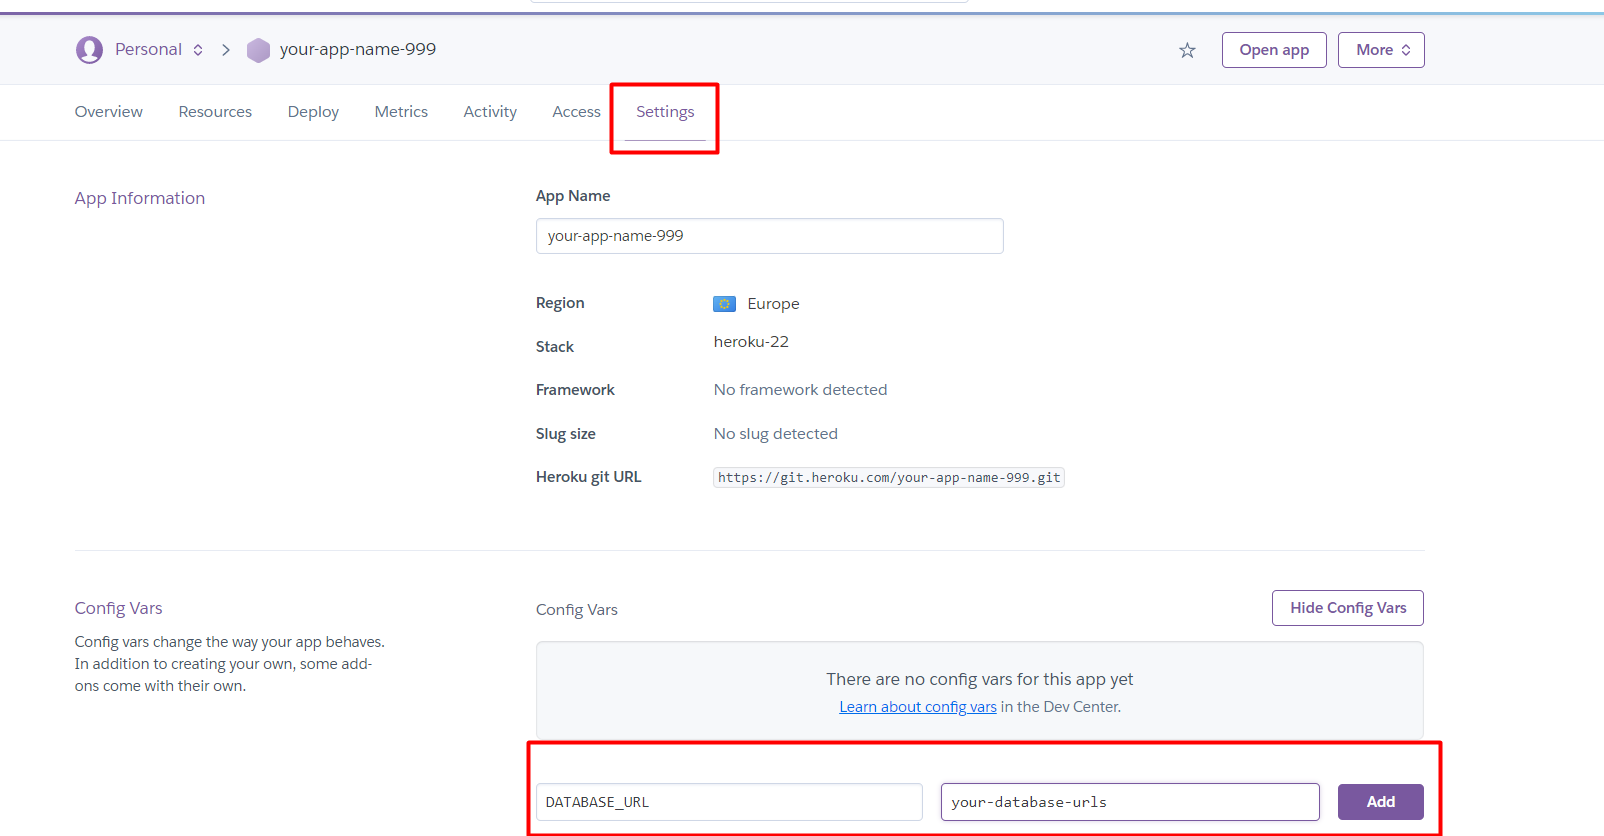 Personal
your-app-name-999
Open app
More
Overview
Resources
Deploy
Metrics
Activity
Access
Settings
App Information
App Name
your-app-name-999
Region
Europe
Stack
heroku-22
Framework
No framework detected
Slug size
No slug detected
Heroku git URL
https://git.heroku.com/your-app-name-999.git
Config Vars
Config vars change the way your app behaves.
In addition to creating your own, some add-
ons come with their own.
Config Vars
Hide Config Vars
There are no config vars for this app yet
Learn about config vars in the Dev Center.
DATABASE_URL
your-database-urls
Add